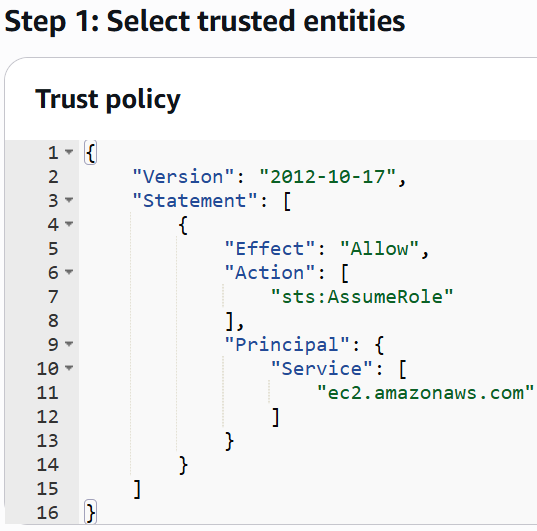 Step 1: Select trusted entities
Trust policy
1 {
2 "Version": "2012-10-17",
3 "Statement": [
4 {
5 "Effect": "Allow",
6 "Action": [
7 "sts:AssumeRole"
8 ],
9 "Principal": {
10 "Service": [
11 "ec2.amazonaws.com"
12 ]
13 }
14 }
15 ]
16 }